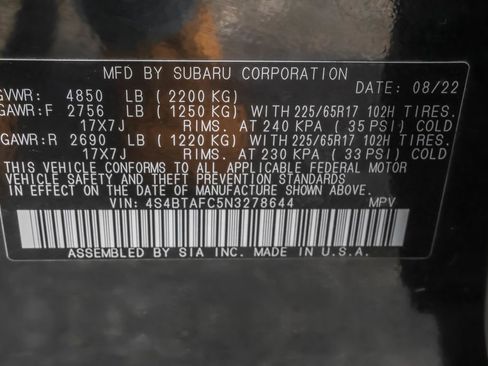 MFD BY SUBARU CORPORATION
DATE: 08/22
GVWR: 4850 LB ( 2200 KG)
GAWR:F 2756 LB ( 1250 KG) WITH 225/65R17 102H TIRES.
17X7J RIMS. AT 240 KPA ( 35 PSI) COLD
GAWR:R 2690 LB ( 1220 KG) WITH 225/65R17 102H TIRES.
17X7J RIMS. AT 230 KPA ( 33 PSI) COLD
THIS VEHICLE CONFORMS TO ALL APPLICABLE FEDERAL MOTOR
VEHICLE SAFETY AND THEFT PREVENTION STANDARDS
IN EFFECT ON THE DATE OF MANUFACTURE SHOWN ABOVE.
VIN: 4S4BTAFC5N3278644 MPV
ASSEMBLED BY SIA INC. MADE IN U.S.A.